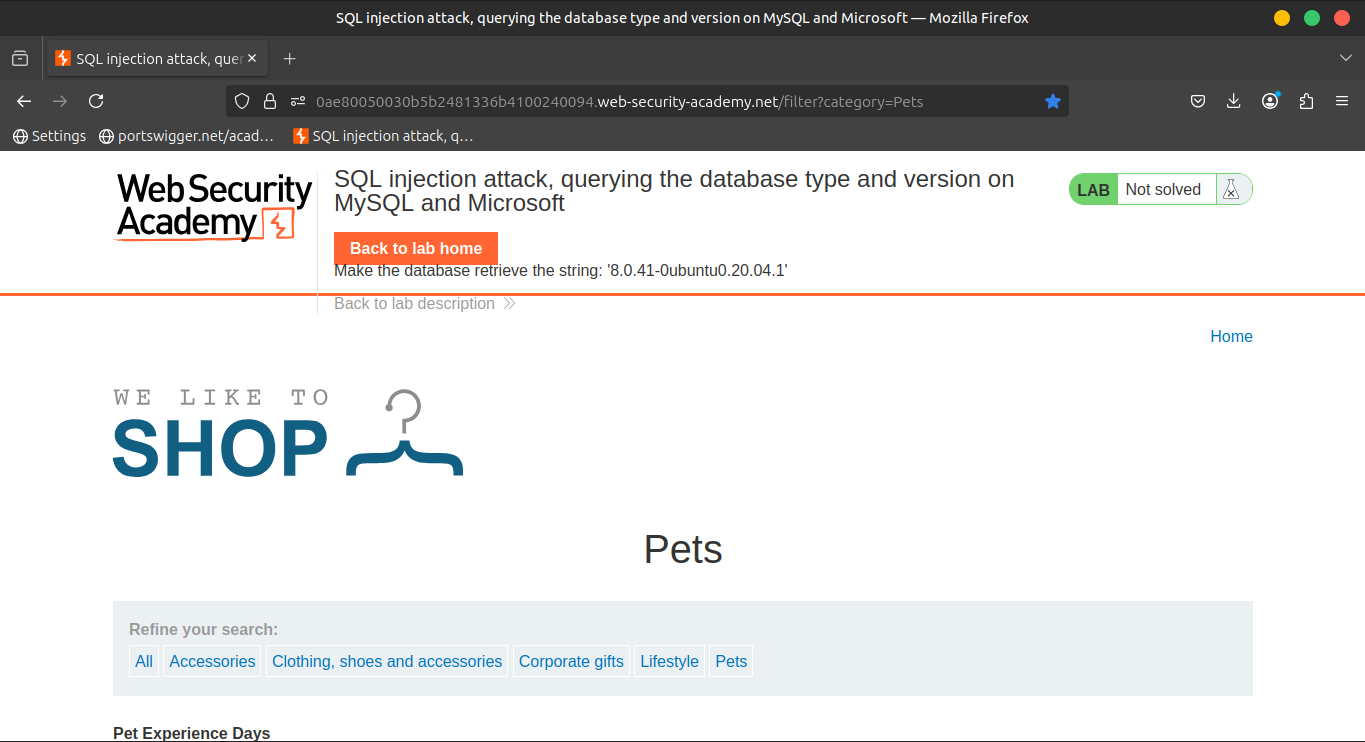 SQL injection attack, querying the database type and version on MySQL and Microsoft — Mozilla Firefox
SQL injection attack, quer
0ae80050030b5b2481336b4100240094.web-security-academy.net/filter?category=Pets
Settings portswigger.net/acad… SQL injection attack, q…
Web Security
Academy
SQL injection attack, querying the database type and version on
MySQL and Microsoft
LAB Not solved
Back to lab home
Make the database retrieve the string: '8.0.41-0ubuntu0.20.04.1'
Back to lab description
Home
WE LIKE TO
SHOP
Pets
Refine your search:
All Accessories Clothing, shoes and accessories Corporate gifts Lifestyle Pets
Pet Experience Days